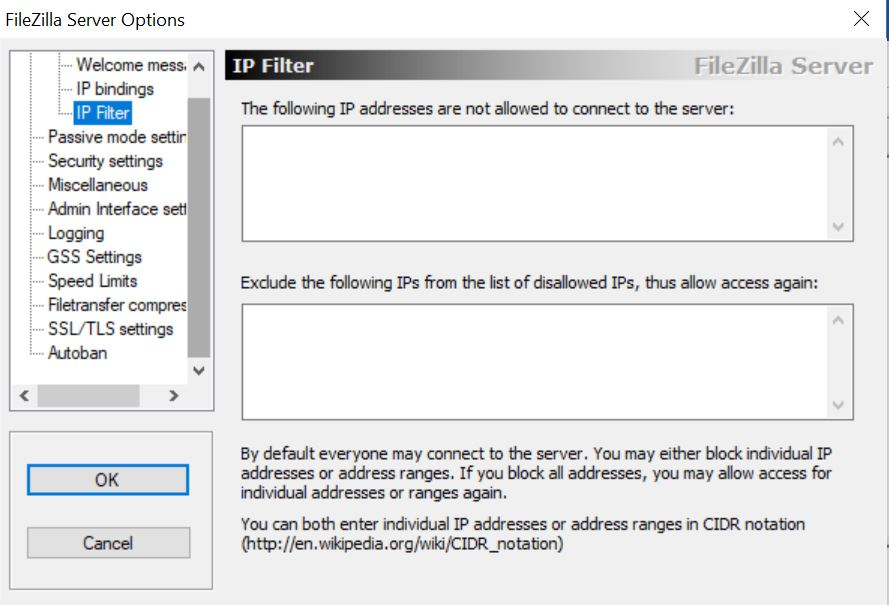 FileZilla Server Options
Welcome messa
IP bindings
IP Filter
Passive mode settin
Security settings
Miscellaneous
Admin Interface sett
Logging
GSS Settings
Speed Limits
Filetransfer compres
SSL/TLS settings
Autoban
OK
Cancel
IP Filter
FileZilla Server
The following IP addresses are not allowed to connect to the server:
Exclude the following IPs from the list of disallowed IPs, thus allow access again:
By default everyone may connect to the server. You may either block individual IP
addresses or address ranges. If you block all addresses, you may allow access for
individual addresses or ranges again.
You can both enter individual IP addresses or address ranges in CIDR notation
(http://en.wikipedia.org/wiki/CIDR_notation)